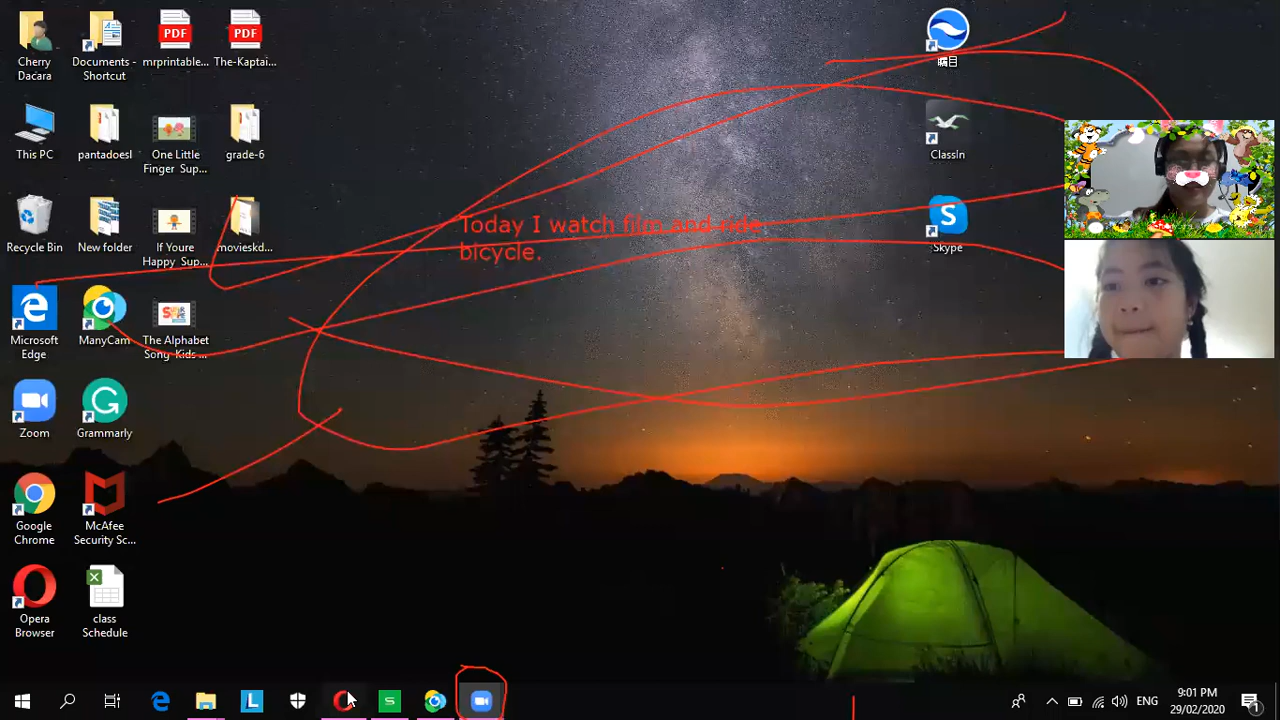 Cherry
Dacara
Documents -
Shortcut
PDF
mrprintable...
PDF
The-Kaptai...
This PC
pantadoesl
One Little
Finger Sup...
grade-6
Recycle Bin
New folder
If Youre
Happy Sup...
movieskd...
Microsoft
Edge
ManyCam
The Alphabet
Song Kids ...
Zoom
Grammarly
Google
Chrome
McAfee
Security Sc...
Opera
Browser
class
Schedule
ClassIn
S
Skype
Today I watch film and ride
bicycle.
L
S
ENG
9:01 PM
29/02/2020
1